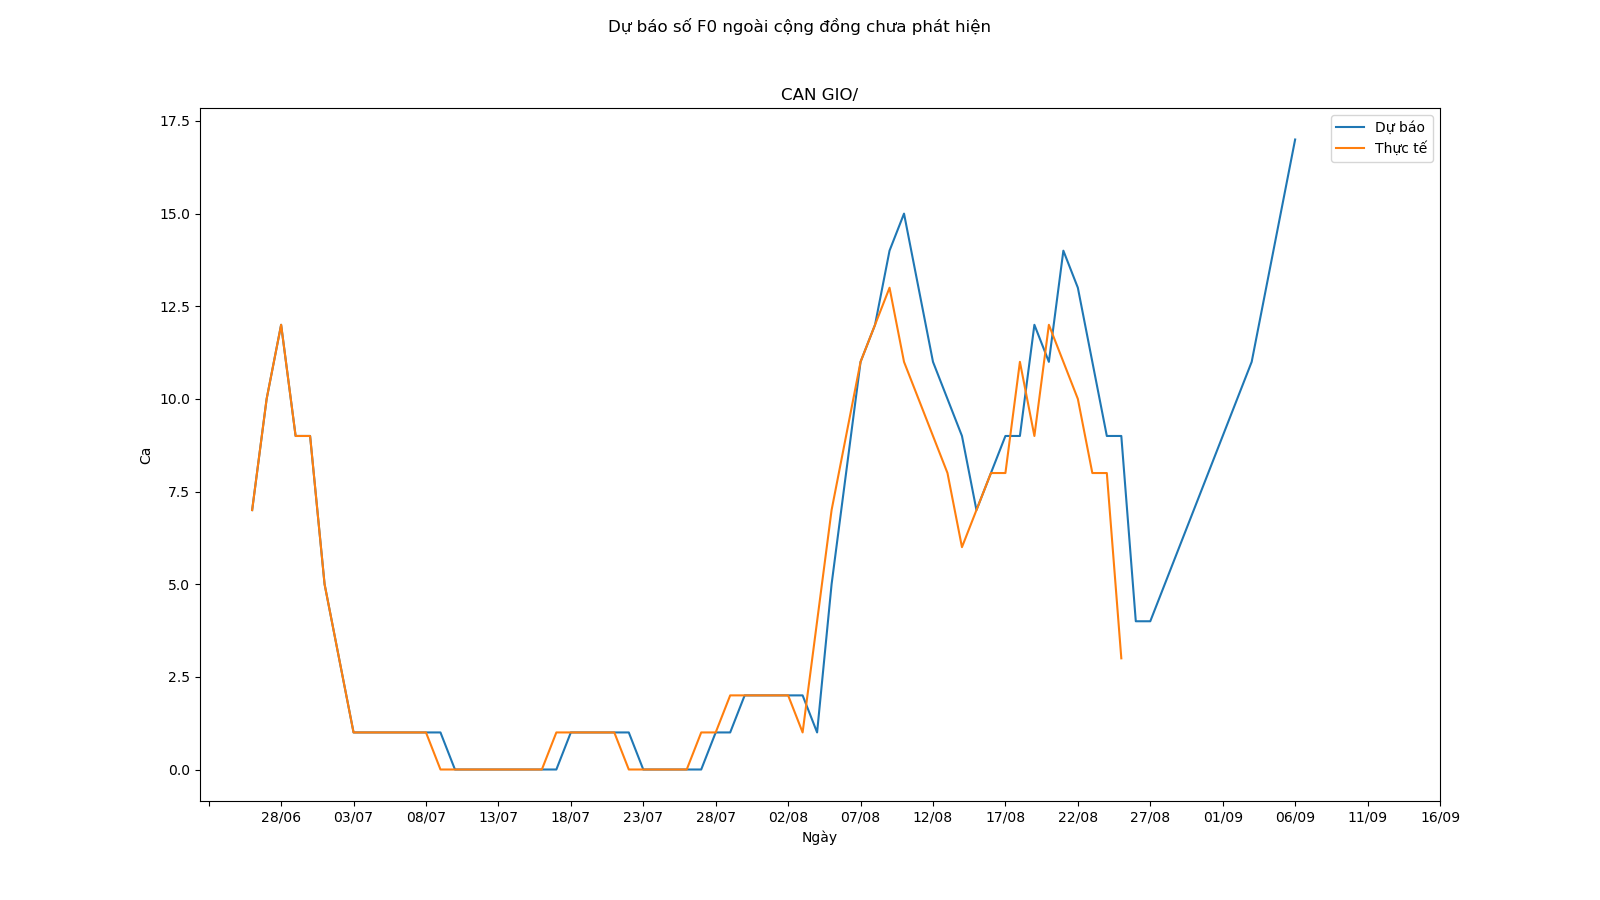 Dự báo số F0 ngoài cộng đồng chưa phát hiện
CAN GIO/
Dự báo
Thực tế
17.5
15.0
12.5
10.0
7.5
5.0
2.5
0.0
Ca
28/06 03/07 08/07 13/07 18/07 23/07 28/07 02/08 07/08 12/08 17/08 22/08 27/08 01/09 06/09 11/09 16/09
Ngày